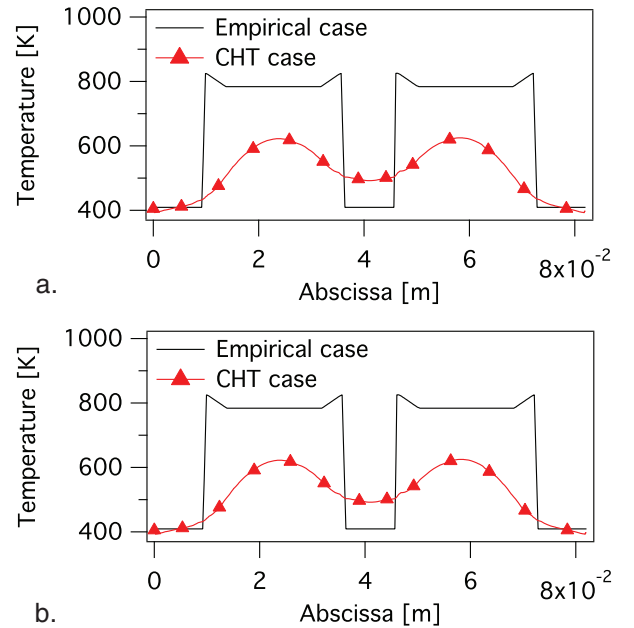 1000
800
600
400
Temperature [K]
Empirical case
CHT case
0
2
4
6
8x10-2
Abscissa [m]
a.
1000
800
600
400
Temperature [K]
Empirical case
CHT case
0
2
4
6
8x10-2
Abscissa [m]
b.